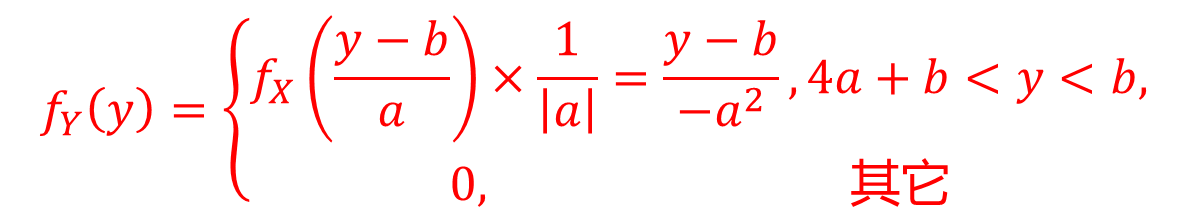 f_Y(y) = { f_X((y − b)/a) × 1/|a| = (y − b)/(−a²), 4a + b < y < b,
0, 其它